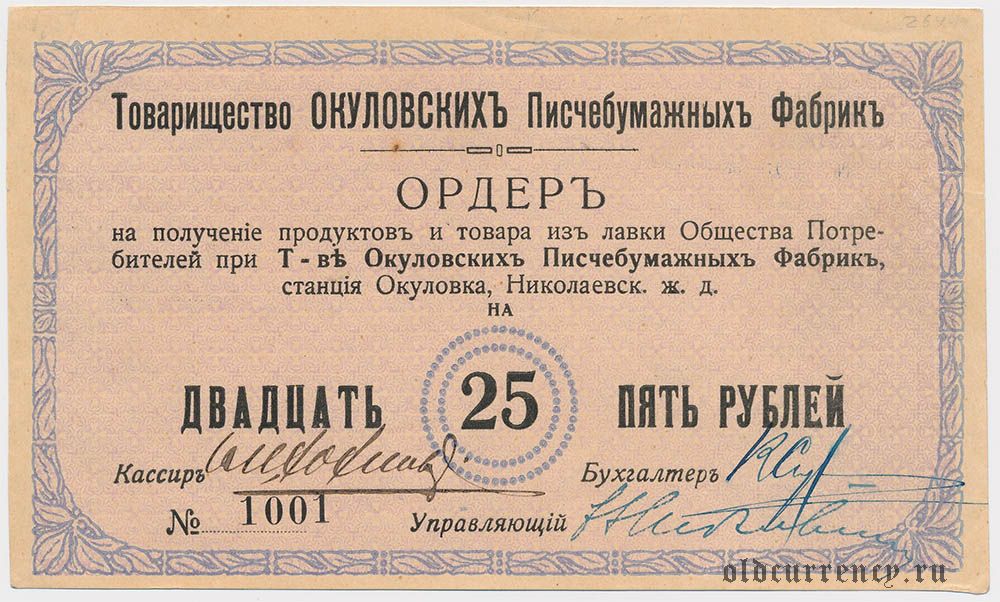 Товарищество ОКУЛОВСКИХЪ Писчебумажныхъ Фабрикъ
ОРДЕРЪ
на полученіе продуктовъ и товара изъ лавки Общества Потре-
бителей при Т-вѣ Окуловскихъ Писчебумажныхъ Фабрикъ,
станція Окуловка, Николаевск. ж. д.
НА
ДВАДЦАТЬ 25 ПЯТЬ РУБЛЕЙ
Кассиръ Бухгалтеръ
№ 1001 Управляющій
oldcurrency.ru